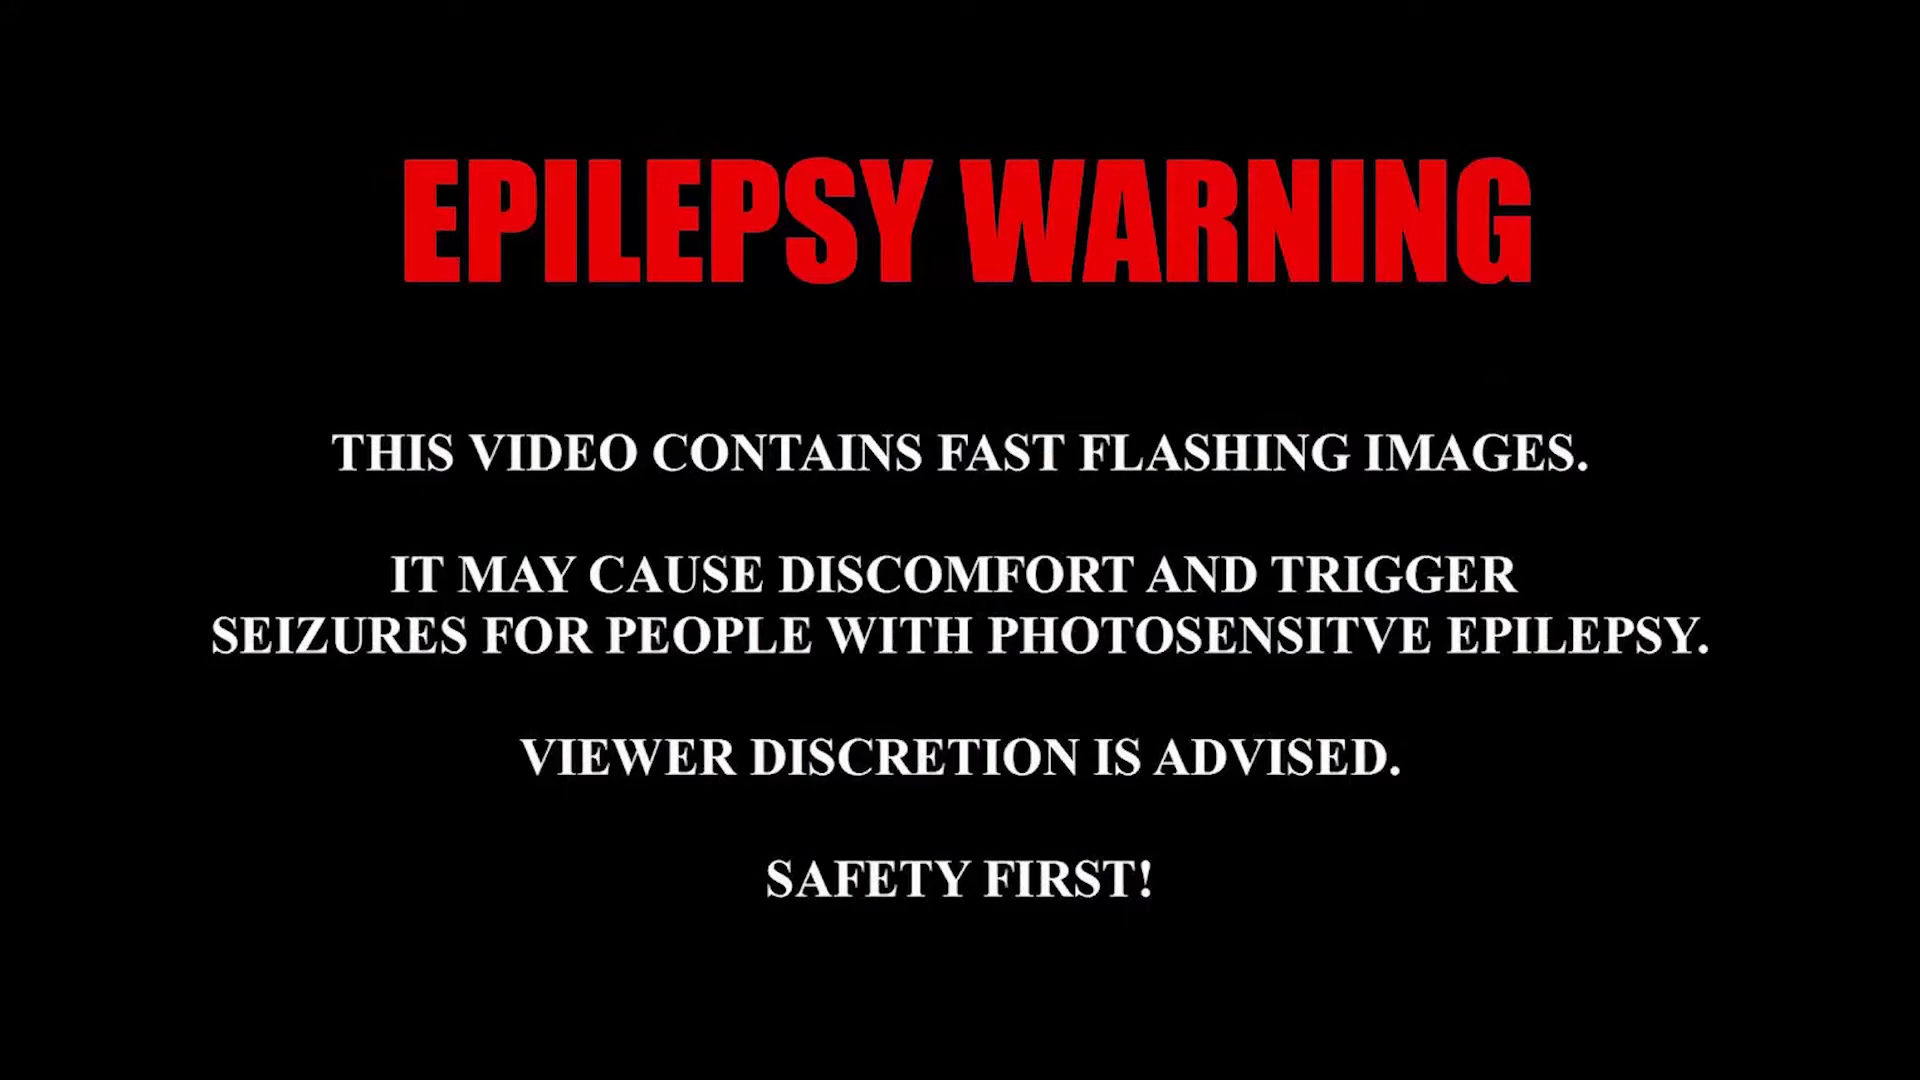 EPILEPSY WARNING
THIS VIDEO CONTAINS FAST FLASHING IMAGES.
IT MAY CAUSE DISCOMFORT AND TRIGGER
SEIZURES FOR PEOPLE WITH PHOTOSENSITVE EPILEPSY.
VIEWER DISCRETION IS ADVISED.
SAFETY FIRST!